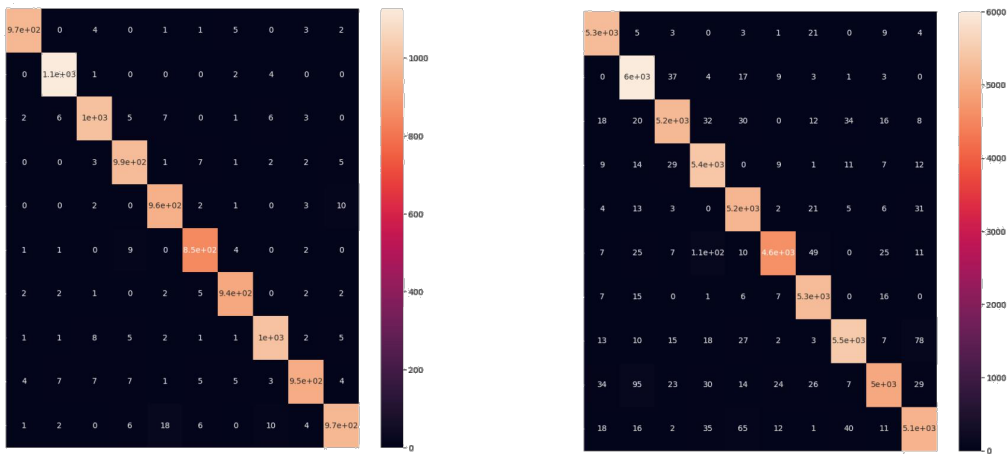 9.7e+02 0 4 0 1 1 5 0 3 2
0 1.1e+03 1 0 0 0 2 4 0 0
2 6 1e+03 5 7 0 1 6 3 0
0 0 3 9.9e+02 1 7 1 2 2 5
0 0 2 0 9.6e+02 2 1 0 3 10
1 1 0 9 0 8.5e+02 4 0 2 0
2 2 1 0 2 5 9.4e+02 0 2 2
1 1 8 5 2 1 1 1e+03 2 5
4 7 7 7 1 5 5 3 9.5e+02 4
1 2 0 6 18 6 0 10 4 9.7e+02
1000
800
600
400
200
0
5.3e+03 5 3 0 3 1 21 0 9 4
0 6e+03 37 4 17 9 3 1 3 0
18 20 5.2e+03 32 30 0 12 34 16 8
9 14 29 5.4e+03 0 9 1 11 7 12
4 13 3 0 5.2e+03 2 21 5 6 31
7 25 7 1.1e+02 10 4.6e+03 49 0 25 11
7 15 0 1 6 7 5.3e+03 0 16 0
13 10 15 18 27 2 3 5.5e+03 7 78
34 95 23 30 14 24 26 7 5e+03 29
18 16 2 35 65 12 1 40 11 5.1e+03
6000
5000
4000
3000
2000
1000
0